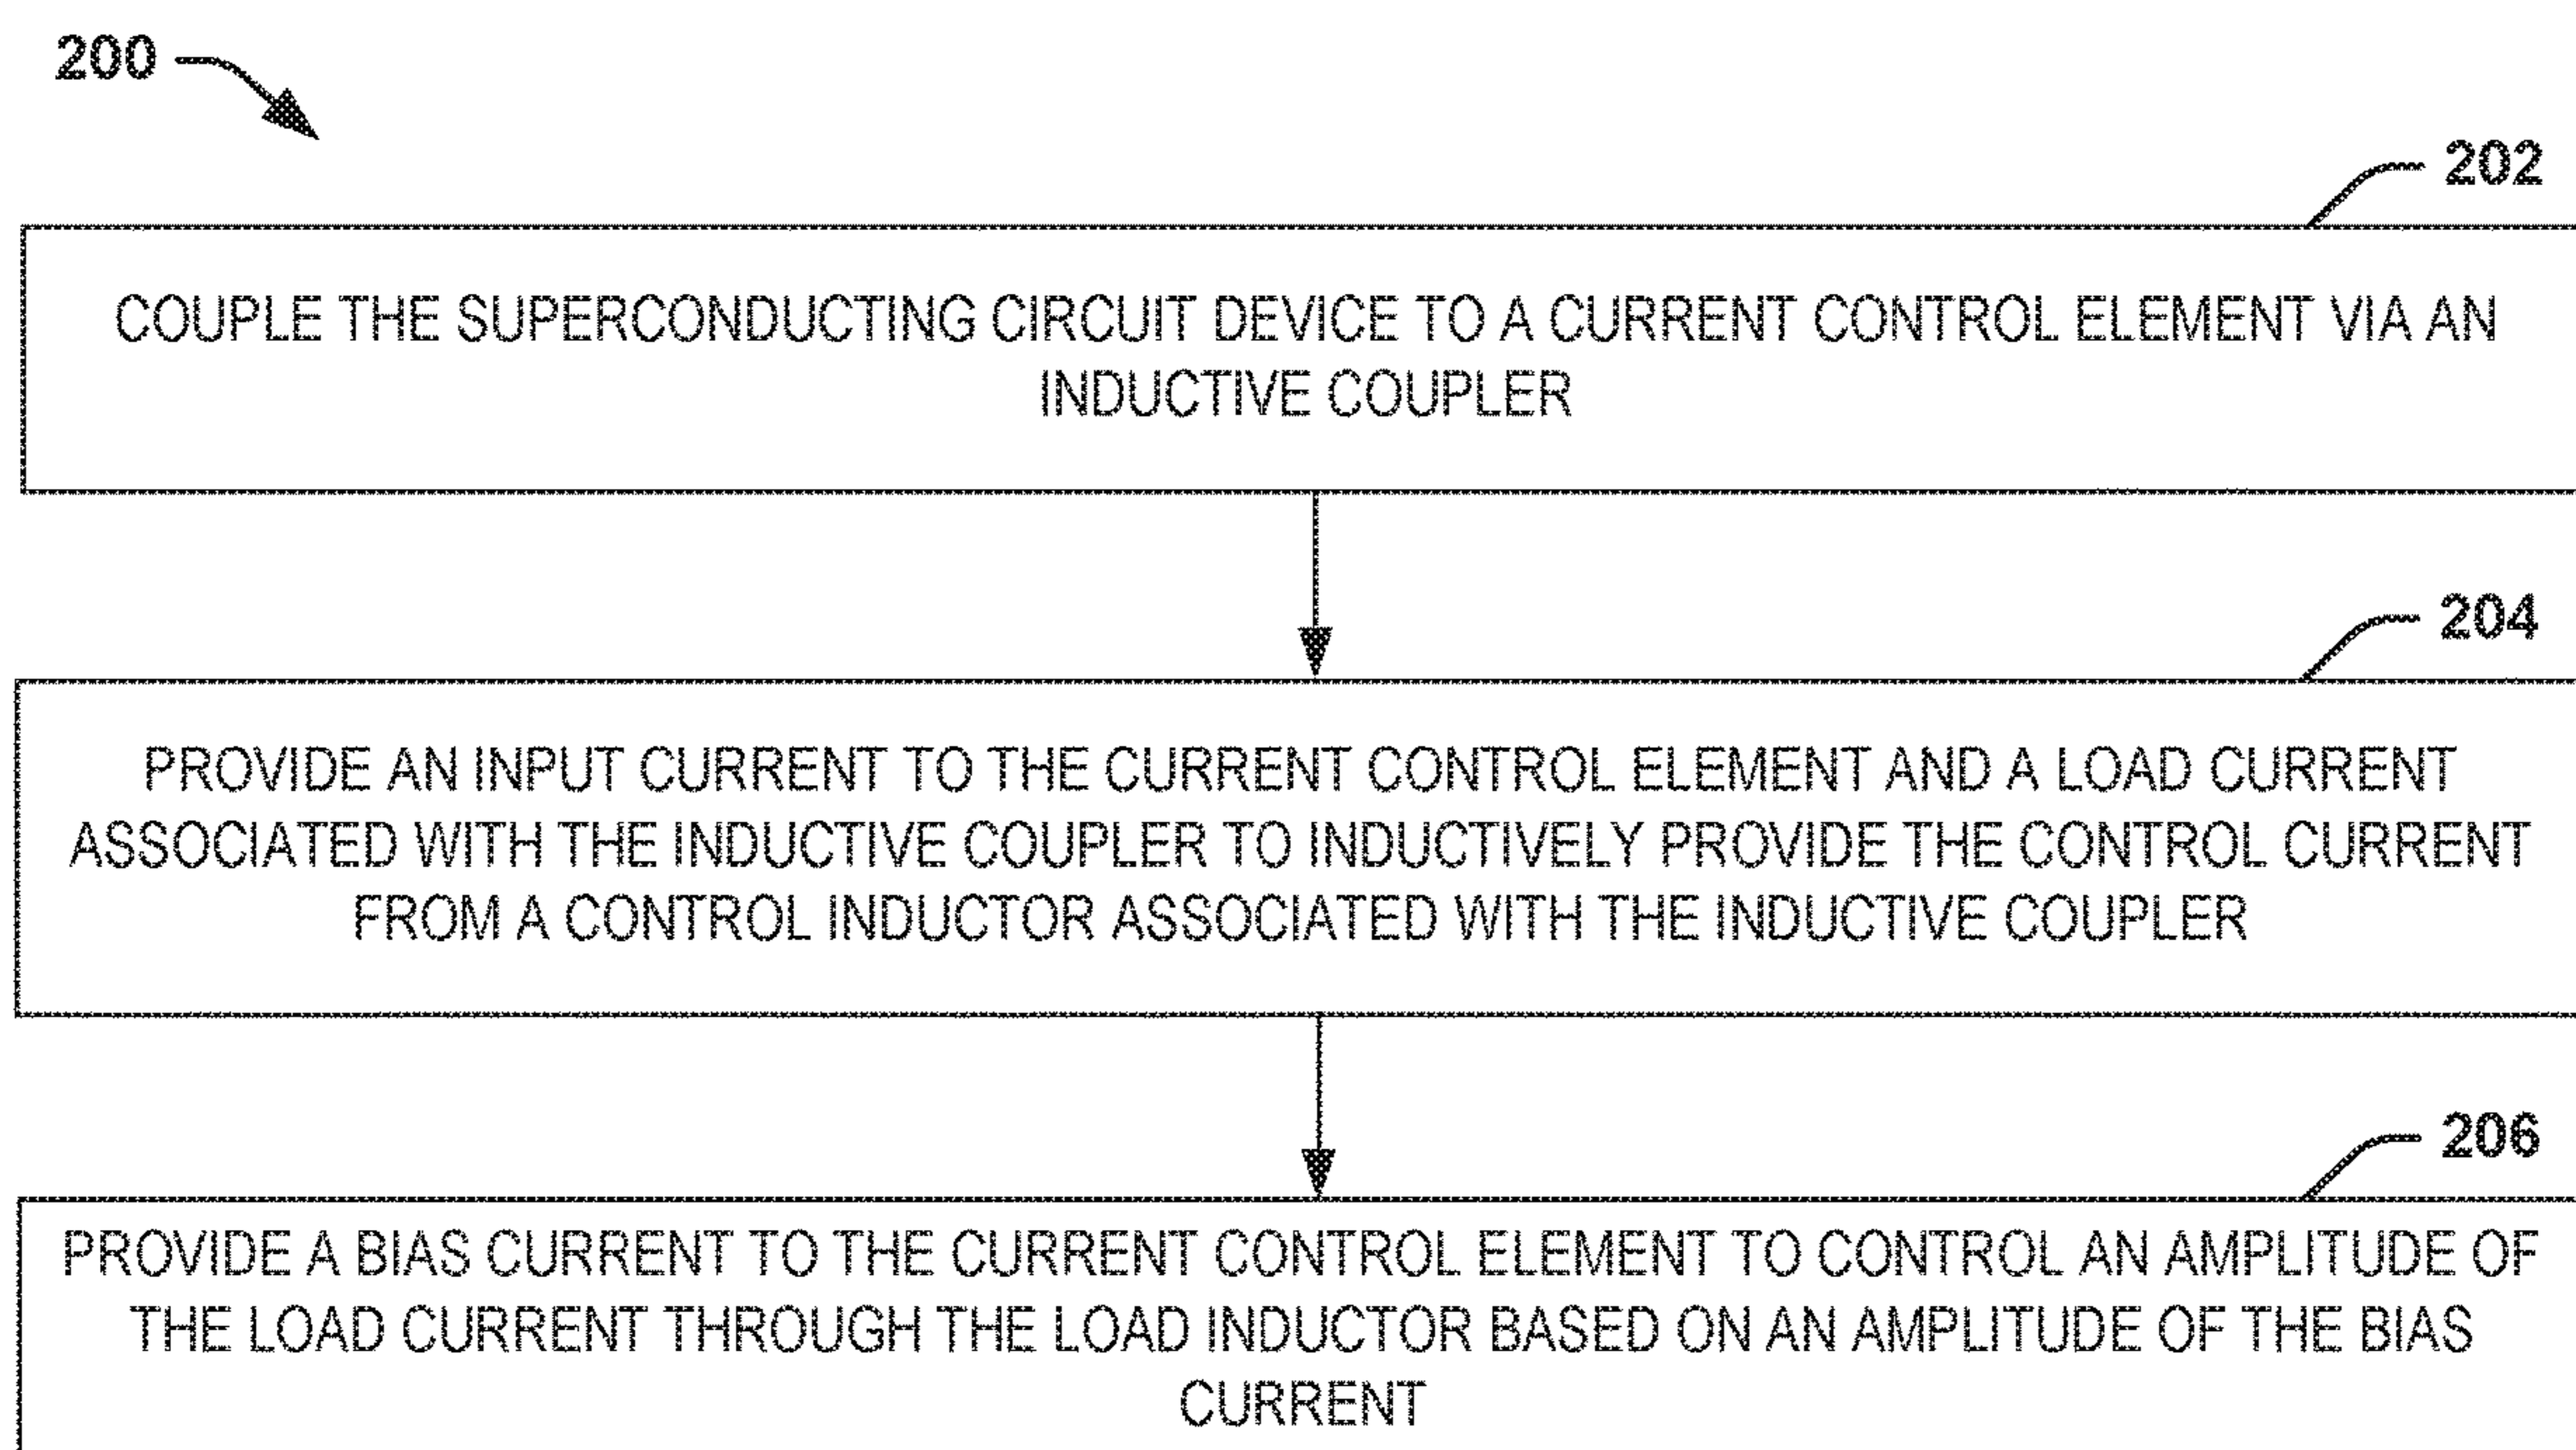 200
202
COUPLE THE SUPERCONDUCTING CIRCUIT DEVICE TO A CURRENT CONTROL ELEMENT VIA AN
INDUCTIVE COUPLER
204
PROVIDE AN INPUT CURRENT TO THE CURRENT CONTROL ELEMENT AND A LOAD CURRENT
ASSOCIATED WITH THE INDUCTIVE COUPLER TO INDUCTIVELY PROVIDE THE CONTROL CURRENT
FROM A CONTROL INDUCTOR ASSOCIATED WITH THE INDUCTIVE COUPLER
206
PROVIDE A BIAS CURRENT TO THE CURRENT CONTROL ELEMENT TO CONTROL AN AMPLITUDE OF
THE LOAD CURRENT THROUGH THE LOAD INDUCTOR BASED ON AN AMPLITUDE OF THE BIAS
CURRENT